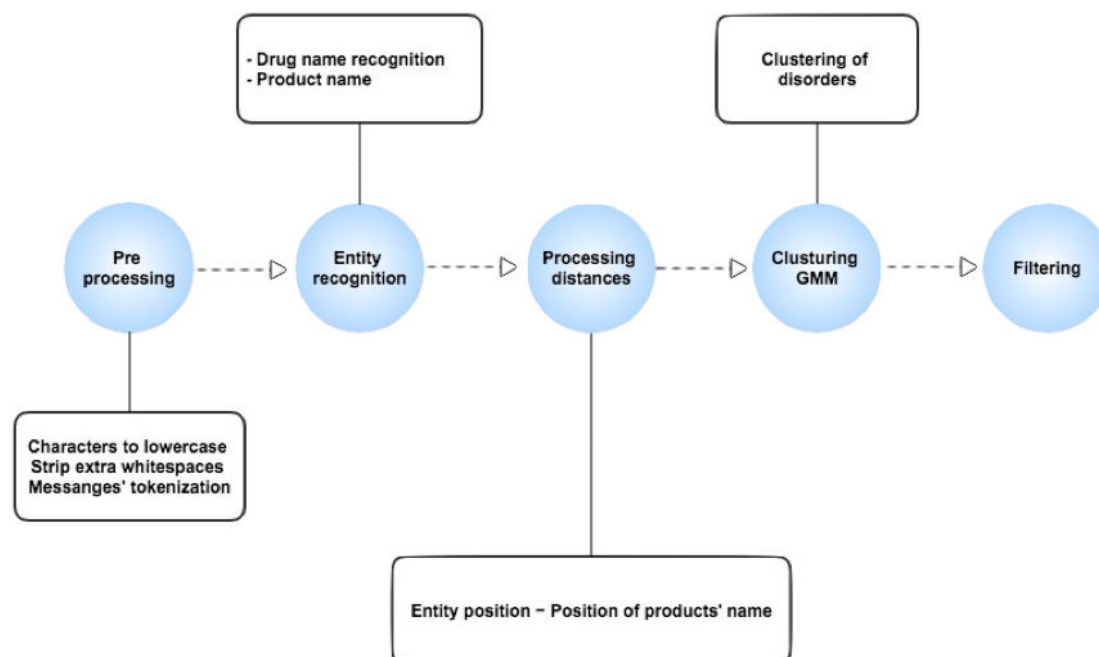 - Drug name recognition
- Product name
Clustering of
disorders
Pre
processing
Entity
recognition
Processing
distances
Clusturing
GMM
Filtering
Characters to lowercase
Strip extra whitespaces
Messanges' tokenization
Entity position − Position of products' name